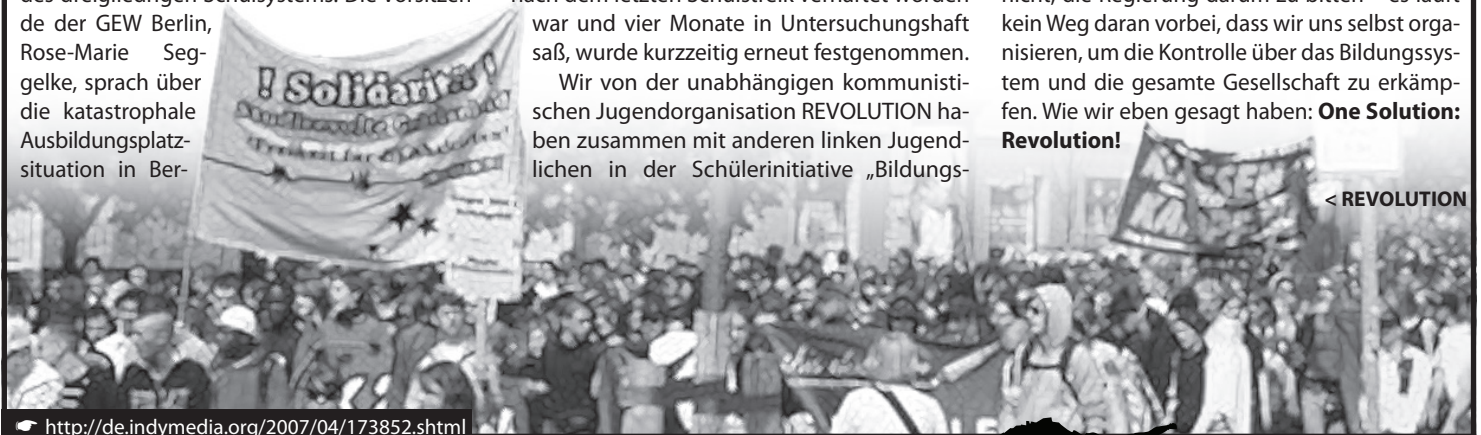 des dreigliedrigen Schulsystems. Die Vorsitzen-
de der GEW Berlin,
Rose-Marie Seg-
gelke, sprach über
die katastrophale
Ausbildungsplatz-
situation in Ber-
nach dem letzten Schulstreik verhaftet worden
war und vier Monate in Untersuchungshaft
saß, wurde kurzzeitig erneut festgenommen.
Wir von der unabhängigen kommunisti-
schen Jugendorganisation REVOLUTION ha-
ben zusammen mit anderen linken Jugend-
lichen in der Schülerinitiative „Bildungs-
nicht, die Regierung darum zu bitten – es läuft
kein Weg daran vorbei, dass wir uns selbst orga-
nisieren, um die Kontrolle über das Bildungssys-
tem und die gesamte Gesellschaft zu erkämp-
fen. Wie wir eben gesagt haben: One Solution:
Revolution!
< REVOLUTION
! Solidarität !
http://de.indymedia.org/2007/04/173852.shtml